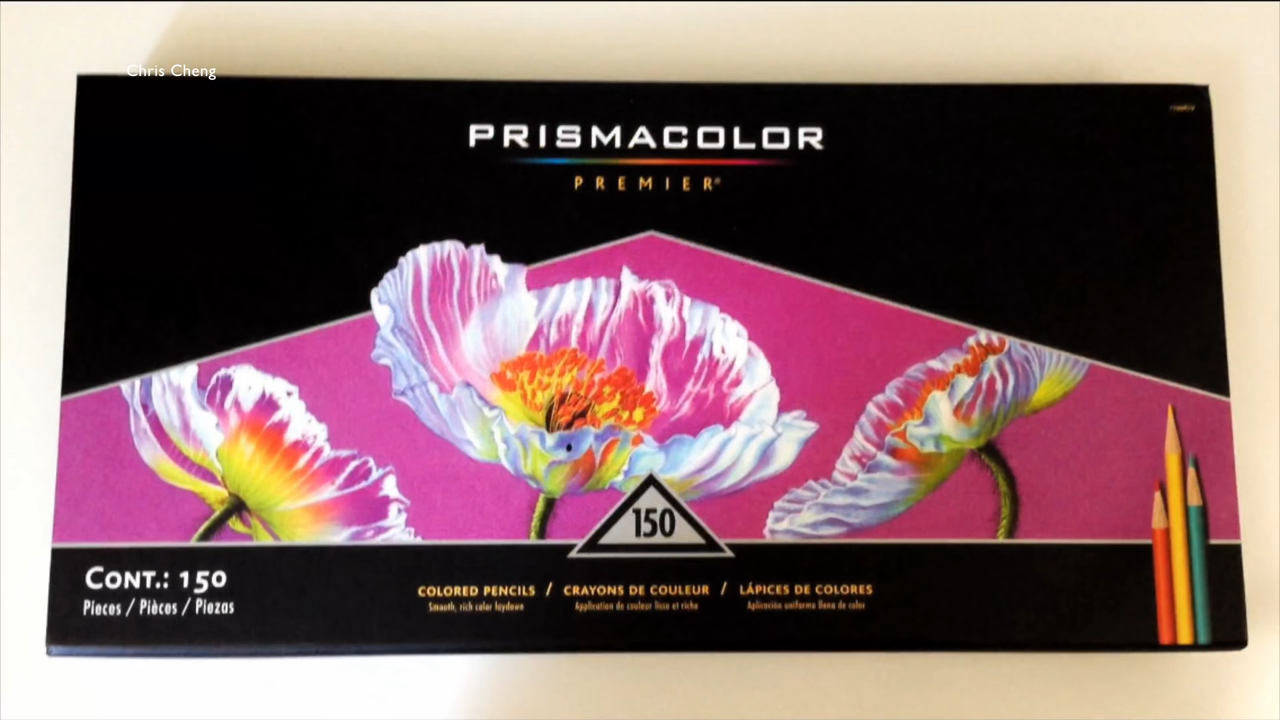 Chris Cheng
PRISMACOLOR
PREMIER®
150
CONT.: 150
Pieces / Pièces / Piezas
COLORED PENCILS / CRAYONS DE COULEUR / LÁPICES DE COLORES
Smooth, rich color laydown Application de couleur lisse et riche Aplicación uniforme llena de color